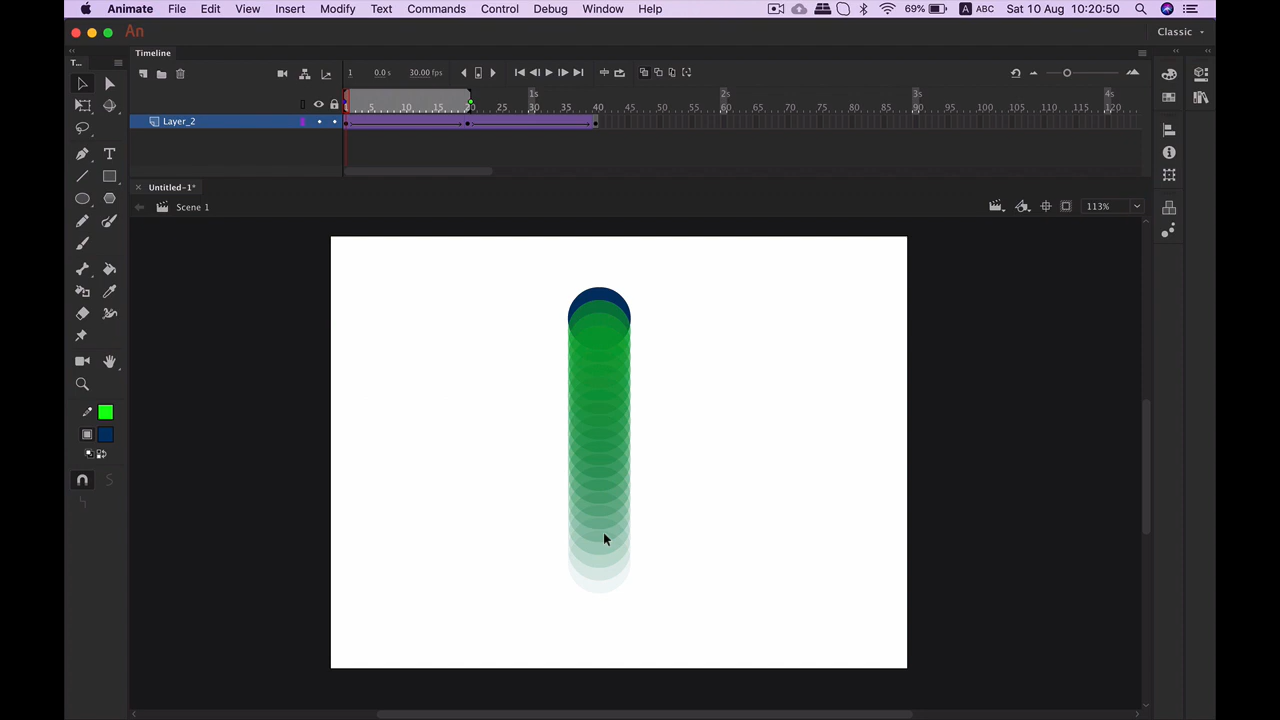 Animate File Edit View Insert Modify Text Commands Control Debug Window Help 69% A ABC Sat 10 Aug 10:20:50
An Classic
Timeline
T...
1 0.0s 30.00fps
1s 2s 3s 4s
5 10 15 20 25 30 35 40 45 50 55 60 65 70 75 80 85 90 95 100 105 110 115 120
Layer_2
Untitled-1*
Scene 1 113%
T